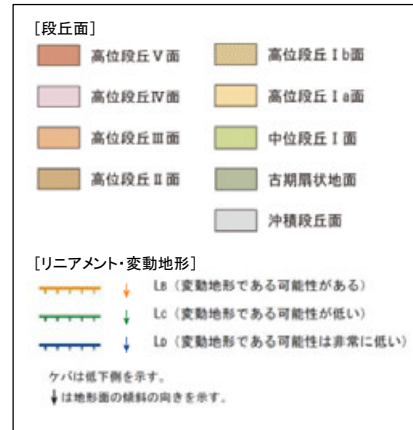 [段丘面]
高位段丘Ⅴ面
高位段丘Ⅳ面
高位段丘Ⅲ面
高位段丘Ⅱ面
高位段丘Ⅰb面
高位段丘Ⅰa面
中位段丘Ⅰ面
古期扇状地面
沖積段丘面
[リニアメント・変動地形]
LB (変動地形である可能性がある)
LC (変動地形である可能性が低い)
LD (変動地形である可能性は非常に低い)
ケバは低下側を示す。
↓は地形面の傾斜の向きを示す。